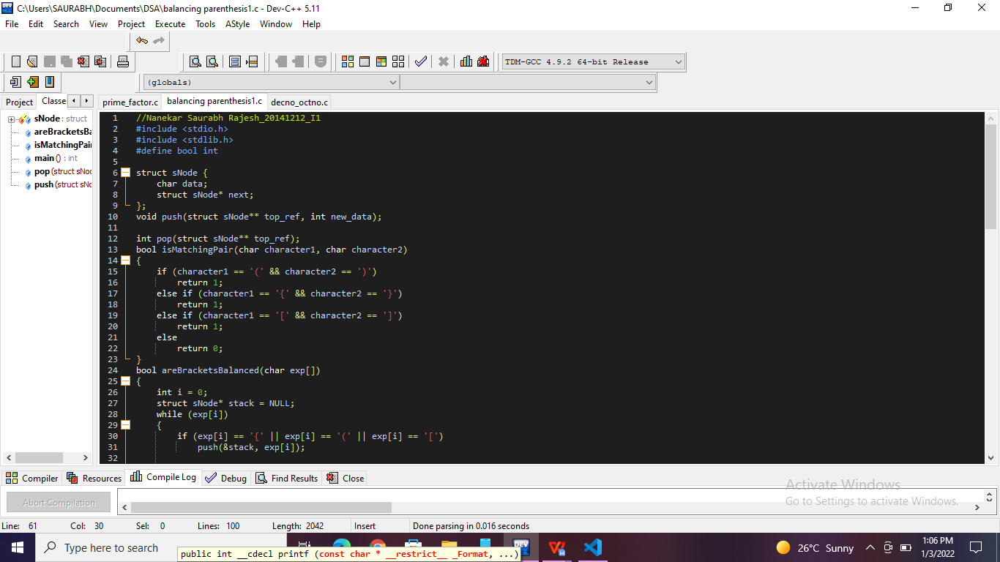 C:\Users\SAURABH\Documents\DSA\balancing parenthesis1.c - Dev-C++ 5.11
File Edit Search View Project Execute Tools AStyle Window Help
TDM-GCC 4.9.2 64-bit Release
(globals)
Project Classe prime_factor.c balancing parenthesis1.c decno_octno.c
sNode : struct
areBracketsBa
isMatchingPair
main () : int
pop (struct sNoc
push (struct sNc
1 //Nanekar Saurabh Rajesh_20141212_I1
2 #include <stdio.h>
3 #include <stdlib.h>
4 #define bool int
5
6 struct sNode {
7 char data;
8 struct sNode* next;
9 };
10 void push(struct sNode** top_ref, int new_data);
11
12 int pop(struct sNode** top_ref);
13 bool isMatchingPair(char character1, char character2)
14 {
15 if (character1 == '(' && character2 == ')')
16 return 1;
17 else if (character1 == '{' && character2 == '}')
18 return 1;
19 else if (character1 == '[' && character2 == ']')
20 return 1;
21 else
22 return 0;
23 }
24 bool areBracketsBalanced(char exp[])
25 {
26 int i = 0;
27 struct sNode* stack = NULL;
28 while (exp[i])
29 {
30 if (exp[i] == '{' || exp[i] == '(' || exp[i] == '[')
31 push(&stack, exp[i]);
32
Compiler Resources Compile Log Debug Find Results Close
Abort Compilation
Activate Windows
Go to Settings to activate Windows.
Line: 61 Col: 30 Sel: 0 Lines: 100 Length: 2042 Insert Done parsing in 0.016 seconds
Type here to search
public int __cdecl printf (const char * __restrict__ _Format, ...)
DEV
26°C Sunny
1:06 PM
1/3/2022